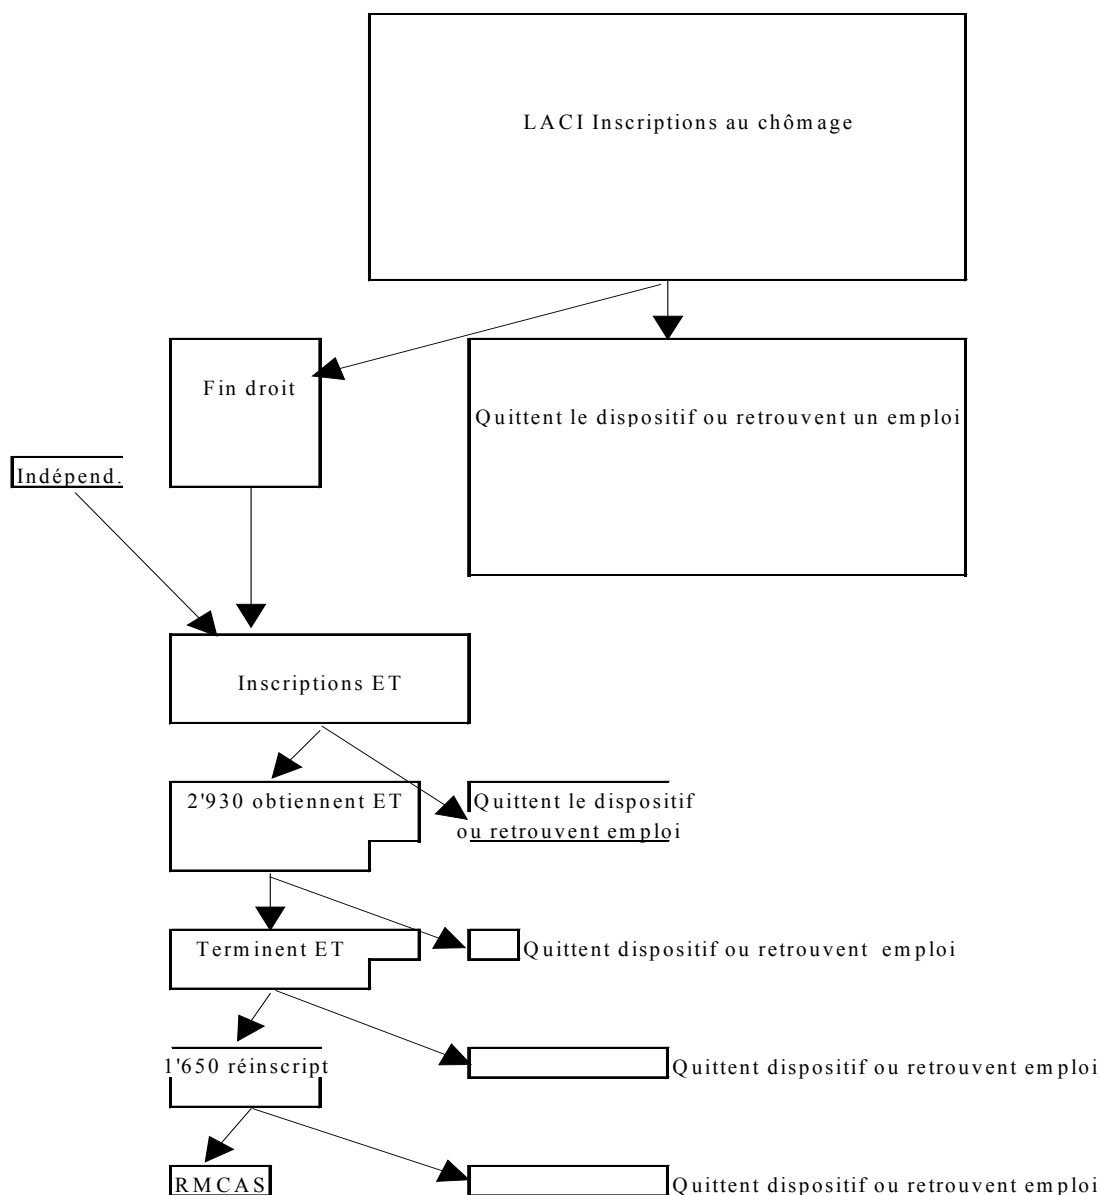 LACI Inscriptions au chômage
Fin droit
Quittent le dispositif ou retrouvent un emploi
Indépend.
Inscriptions ET
2'930 obtiennent ET
Quittent le dispositif
ou retrouvent emploi
Terminent ET
Quittent dispositif ou retrouvent emploi
1'650 réinscript
Quittent dispositif ou retrouvent emploi
RMCAS
Quittent dispositif ou retrouvent emploi